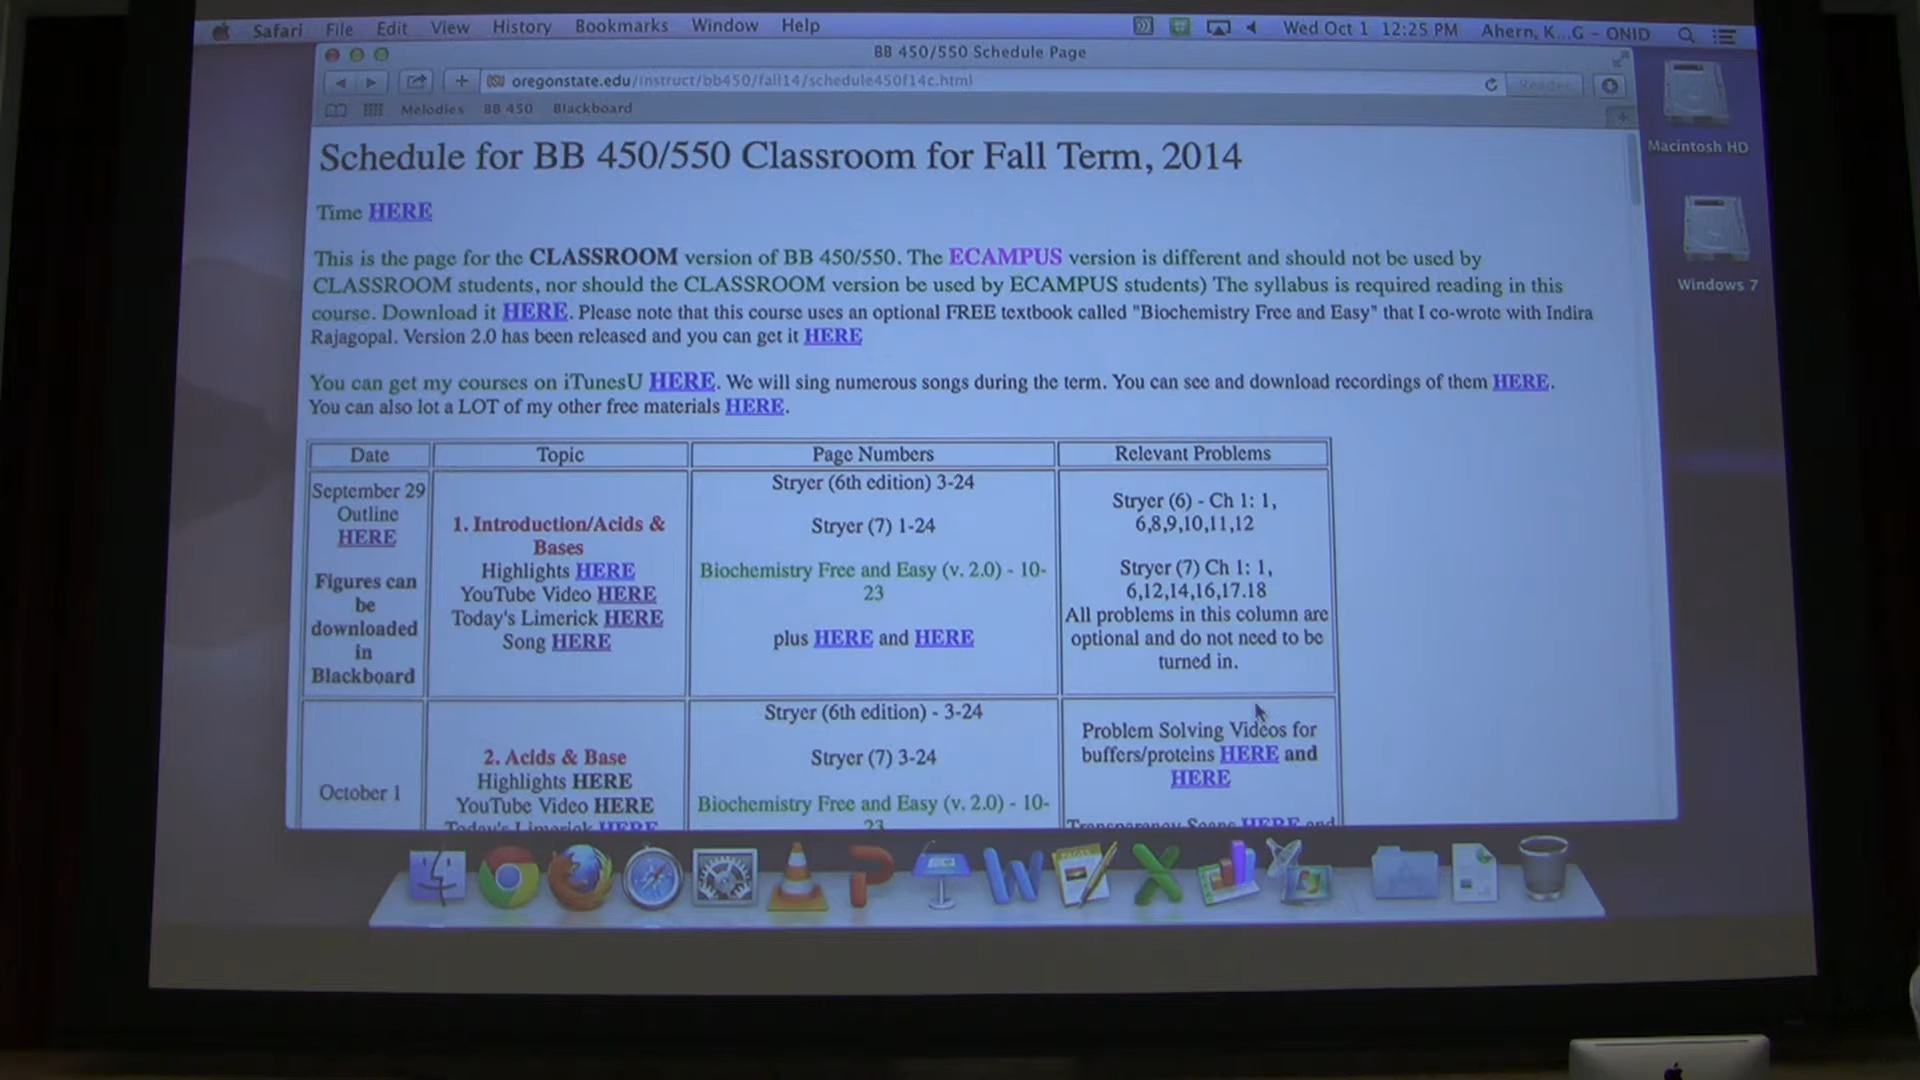 Safari File Edit View History Bookmarks Window Help Wed Oct 1 12:25 PM Ahern, K...G – ONID
BB 450/550 Schedule Page
oregonstate.edu/instruct/bb450/fall14/schedule450f14c.html Reader
Melodies BB 450 Blackboard
Macintosh HD
Windows 7
Schedule for BB 450/550 Classroom for Fall Term, 2014
Time HERE
This is the page for the CLASSROOM version of BB 450/550. The ECAMPUS version is different and should not be used by
CLASSROOM students, nor should the CLASSROOM version be used by ECAMPUS students) The syllabus is required reading in this
course. Download it HERE. Please note that this course uses an optional FREE textbook called "Biochemistry Free and Easy" that I co-wrote with Indira
Rajagopal. Version 2.0 has been released and you can get it HERE
You can get my courses on iTunesU HERE. We will sing numerous songs during the term. You can see and download recordings of them HERE.
You can also lot a LOT of my other free materials HERE.
Date Topic Page Numbers Relevant Problems
September 29
Outline
HERE
Figures can
be
downloaded
in
Blackboard
1. Introduction/Acids &
Bases
Highlights HERE
YouTube Video HERE
Today's Limerick HERE
Song HERE
Stryer (6th edition) 3-24
Stryer (7) 1-24
Biochemistry Free and Easy (v. 2.0) - 10-
23
plus HERE and HERE
Stryer (6) - Ch 1: 1,
6,8,9,10,11,12
Stryer (7) Ch 1: 1,
6,12,14,16,17.18
All problems in this column are
optional and do not need to be
turned in.
October 1
2. Acids & Base
Highlights HERE
YouTube Video HERE
Today's Limerick HERE
Stryer (6th edition) - 3-24
Stryer (7) 3-24
Biochemistry Free and Easy (v. 2.0) - 10-
23
Problem Solving Videos for
buffers/proteins HERE and
HERE
Transparency Scans HERE and